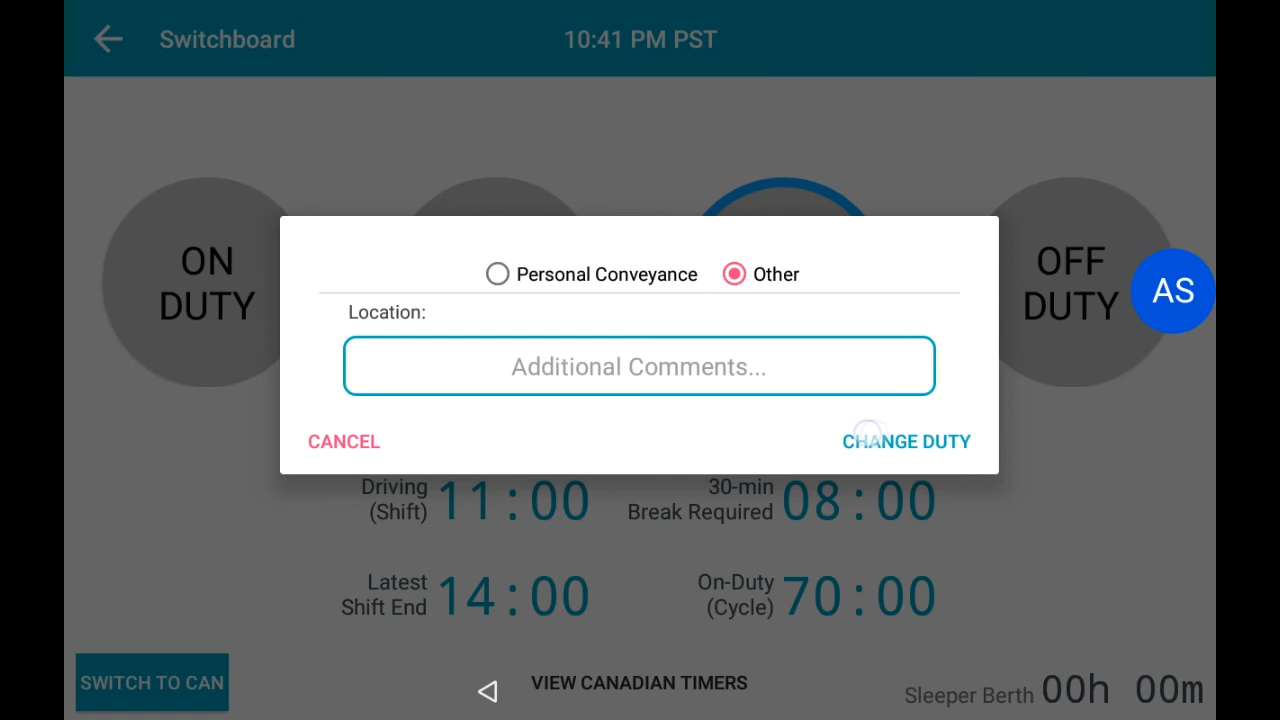 Switchboard
10:41 PM PST
ON
DUTY
OFF
DUTY
AS
Personal Conveyance
Other
Location:
Additional Comments...
CANCEL
CHANGE DUTY
Driving
(Shift)
11:00
30-min
Break Required
08:00
Latest
Shift End
14:00
On-Duty
(Cycle)
70:00
SWITCH TO CAN
VIEW CANADIAN TIMERS
Sleeper Berth 00h 00m